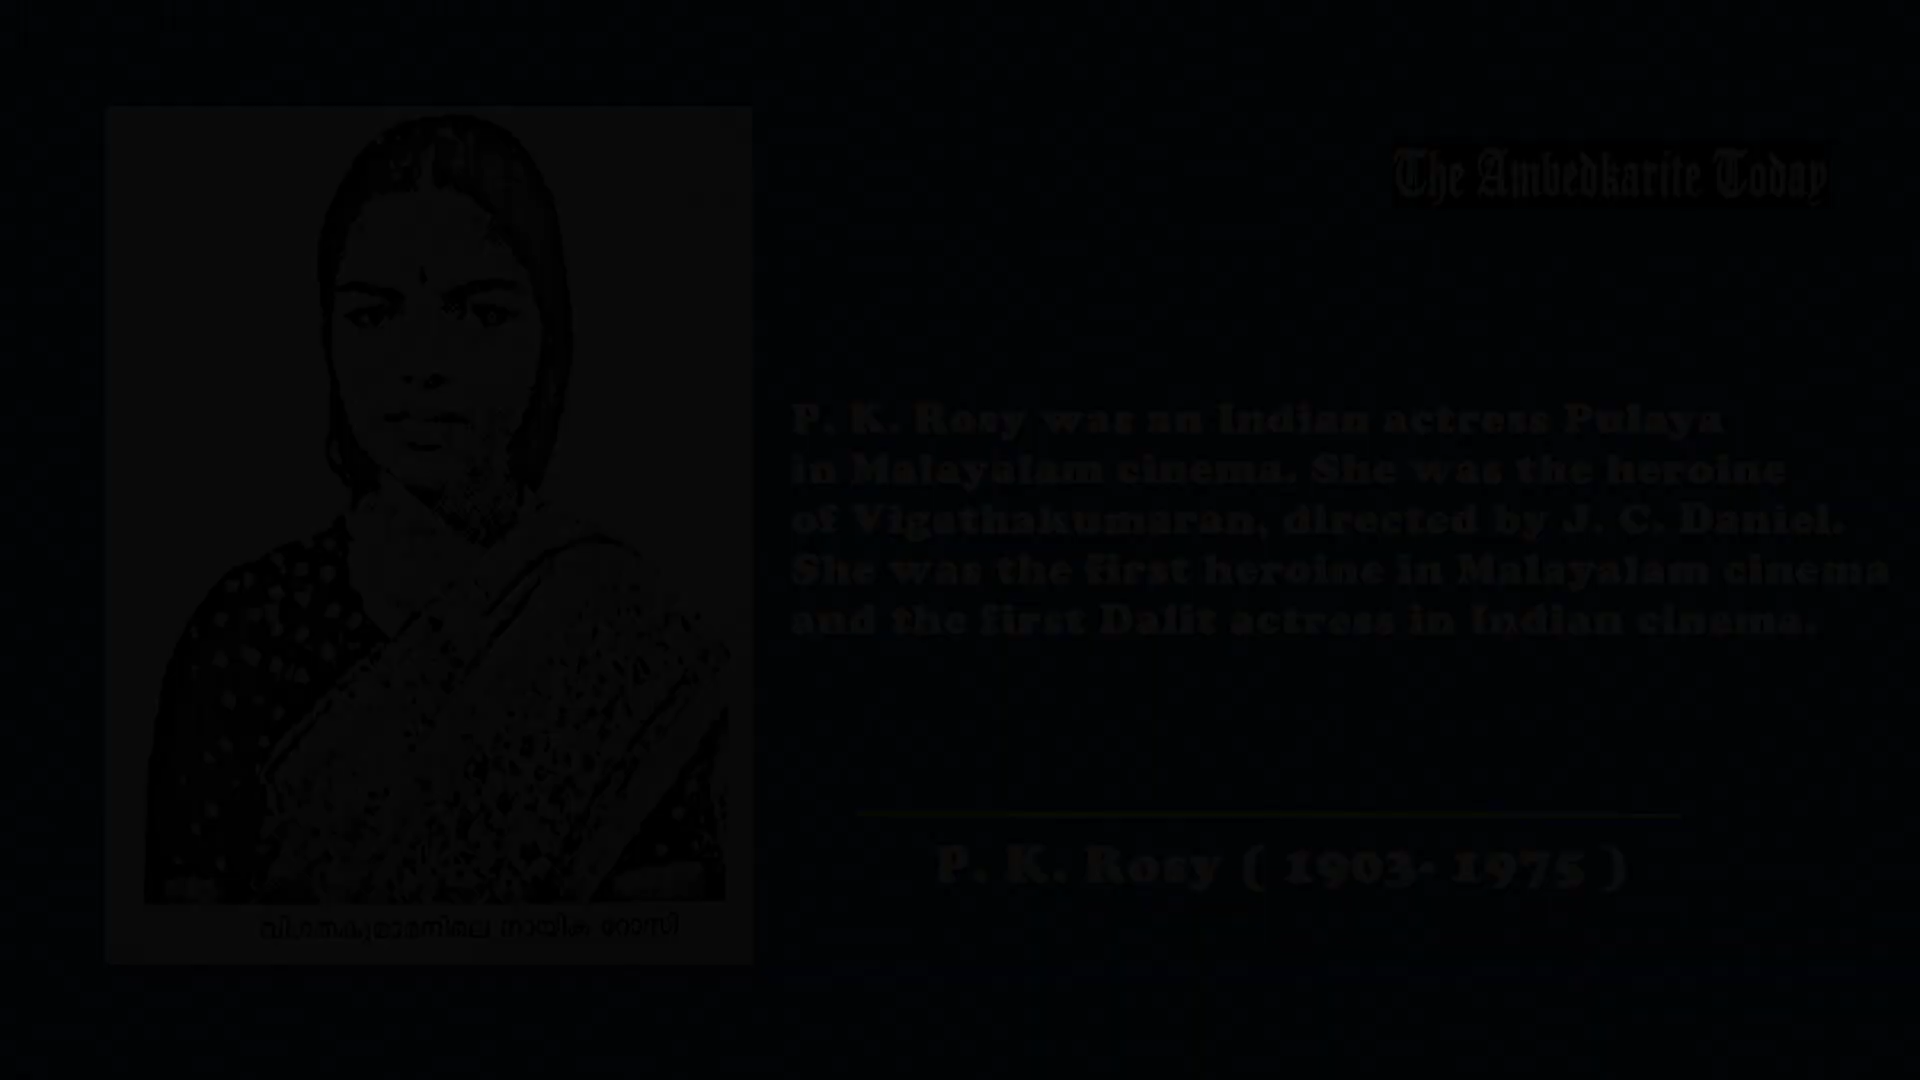 The Ambedkarite Today
P. K. Rosy was an Indian actress Pulaya
in Malayalam cinema. She was the heroine
of Vigathakumaran, directed by J. C. Daniel.
She was the first heroine in Malayalam cinema
and the first Dalit actress in Indian cinema.
P. K. Rosy ( 1903- 1975 )
വിഗതകുമാരനിലെ നായിക റോസി